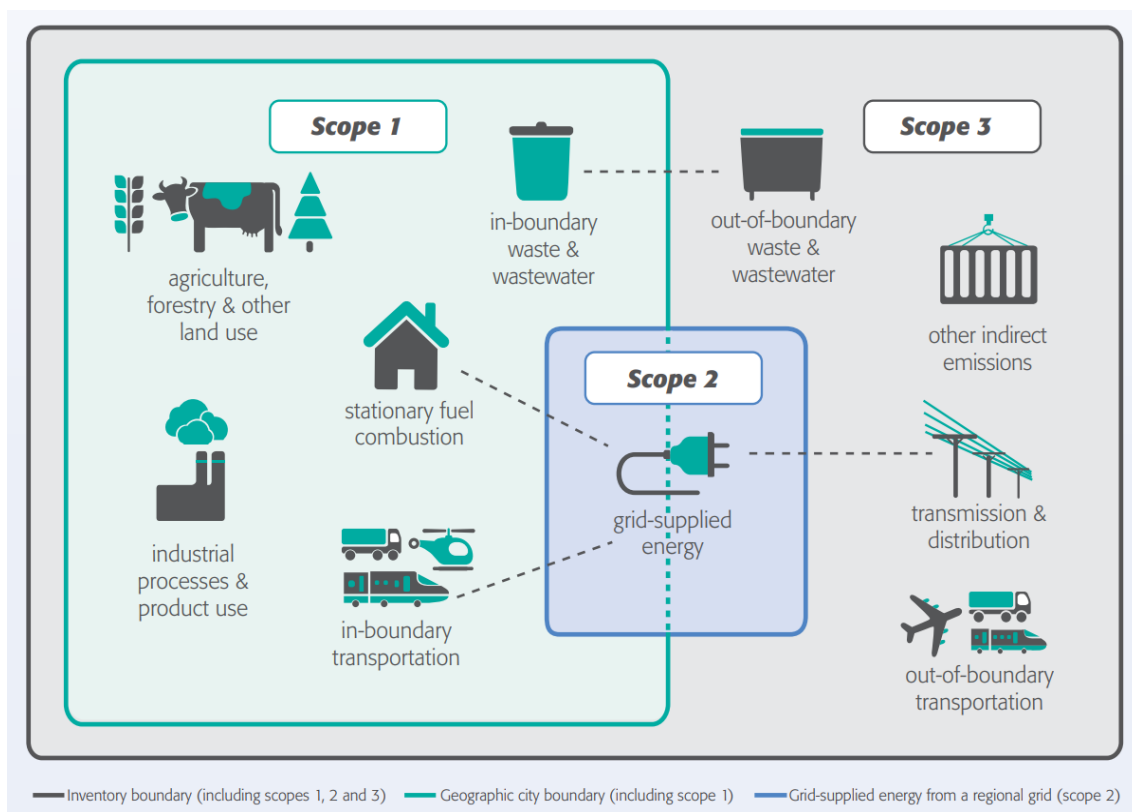 Scope 1
Scope 3
in-boundary
waste &
wastewater
out-of-boundary
waste &
wastewater
agriculture,
forestry & other
land use
other indirect
emissions
stationary fuel
combustion
Scope 2
grid-supplied
energy
transmission &
distribution
industrial
processes &
product use
in-boundary
transportation
out-of-boundary
transportation
Inventory boundary (including scopes 1, 2 and 3)
Geographic city boundary (including scope 1)
Grid-supplied energy from a regional grid (scope 2)